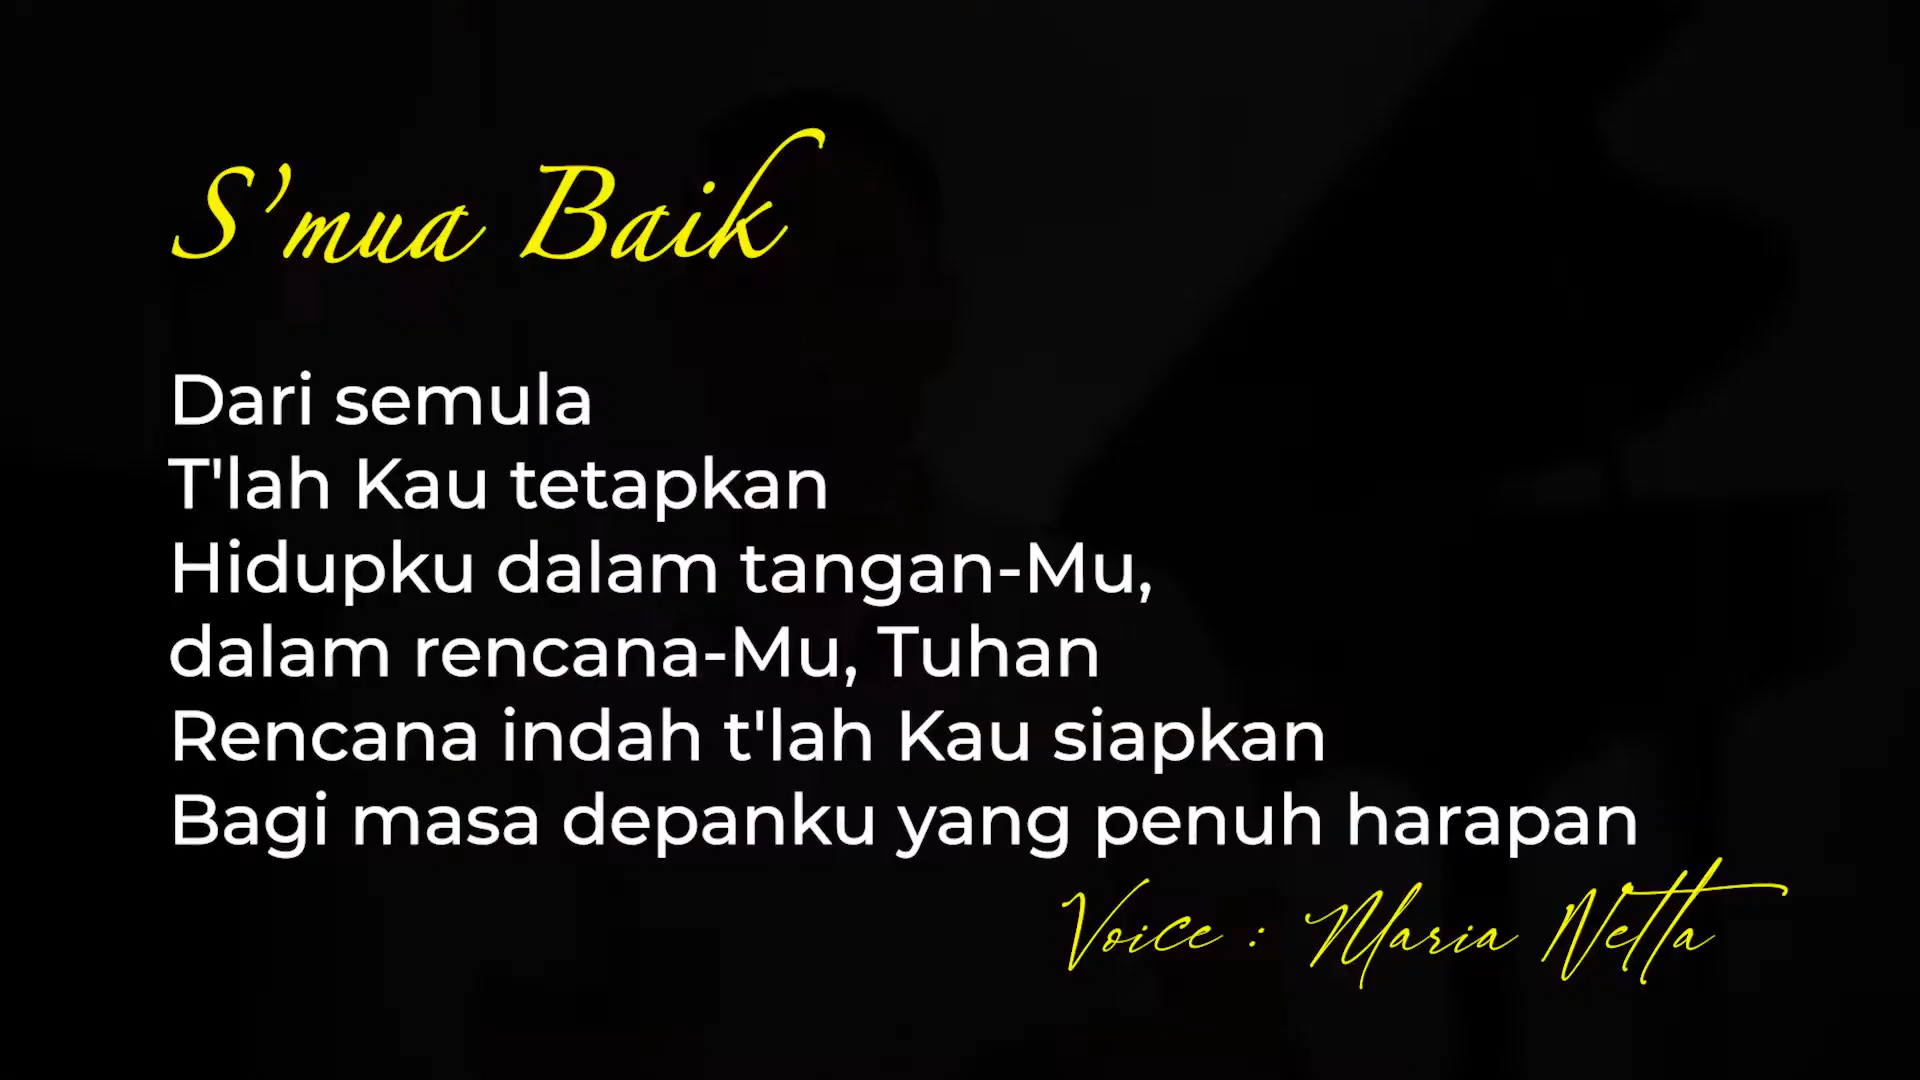 S'mua Baik
Dari semula
T'lah Kau tetapkan
Hidupku dalam tangan-Mu,
dalam rencana-Mu, Tuhan
Rencana indah t'lah Kau siapkan
Bagi masa depanku yang penuh harapan
Voice : Maria Netta